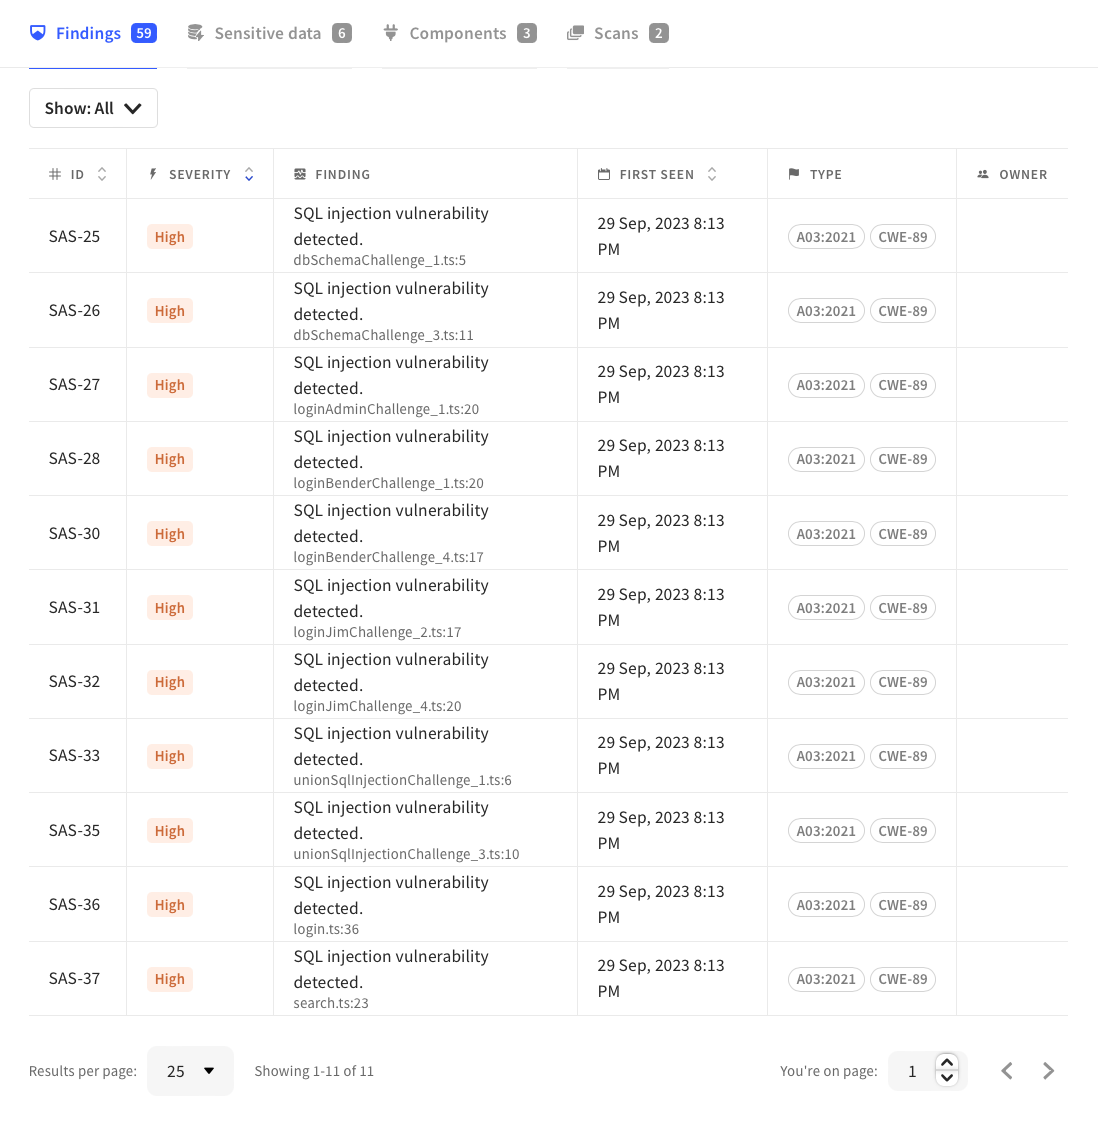 Findings 59 Sensitive data 6 Components 3 Scans 2
Show: All
ID SEVERITY FINDING FIRST SEEN TYPE OWNER
SAS-25 High SQL injection vulnerability detected. dbSchemaChallenge_1.ts:5 29 Sep, 2023 8:13 PM A03:2021 CWE-89
SAS-26 High SQL injection vulnerability detected. dbSchemaChallenge_3.ts:11 29 Sep, 2023 8:13 PM A03:2021 CWE-89
SAS-27 High SQL injection vulnerability detected. loginAdminChallenge_1.ts:20 29 Sep, 2023 8:13 PM A03:2021 CWE-89
SAS-28 High SQL injection vulnerability detected. loginBenderChallenge_1.ts:20 29 Sep, 2023 8:13 PM A03:2021 CWE-89
SAS-30 High SQL injection vulnerability detected. loginBenderChallenge_4.ts:17 29 Sep, 2023 8:13 PM A03:2021 CWE-89
SAS-31 High SQL injection vulnerability detected. loginJimChallenge_2.ts:17 29 Sep, 2023 8:13 PM A03:2021 CWE-89
SAS-32 High SQL injection vulnerability detected. loginJimChallenge_4.ts:20 29 Sep, 2023 8:13 PM A03:2021 CWE-89
SAS-33 High SQL injection vulnerability detected. unionSqlInjectionChallenge_1.ts:6 29 Sep, 2023 8:13 PM A03:2021 CWE-89
SAS-35 High SQL injection vulnerability detected. unionSqlInjectionChallenge_3.ts:10 29 Sep, 2023 8:13 PM A03:2021 CWE-89
SAS-36 High SQL injection vulnerability detected. login.ts:36 29 Sep, 2023 8:13 PM A03:2021 CWE-89
SAS-37 High SQL injection vulnerability detected. search.ts:23 29 Sep, 2023 8:13 PM A03:2021 CWE-89
Results per page: 25 Showing 1-11 of 11 You're on page: 1